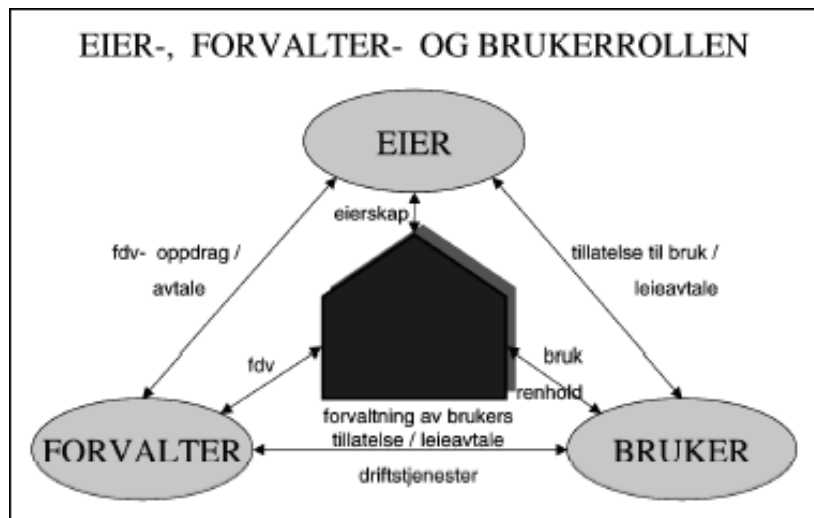 EIER-, FORVALTER- OG BRUKERROLLEN
EIER
eierskap
fdv- oppdrag /
avtale
tillatelse til bruk /
leieavtale
fdv
bruk
renhold
forvaltning av brukers
tillatelse / leieavtale
FORVALTER
BRUKER
driftstjenester